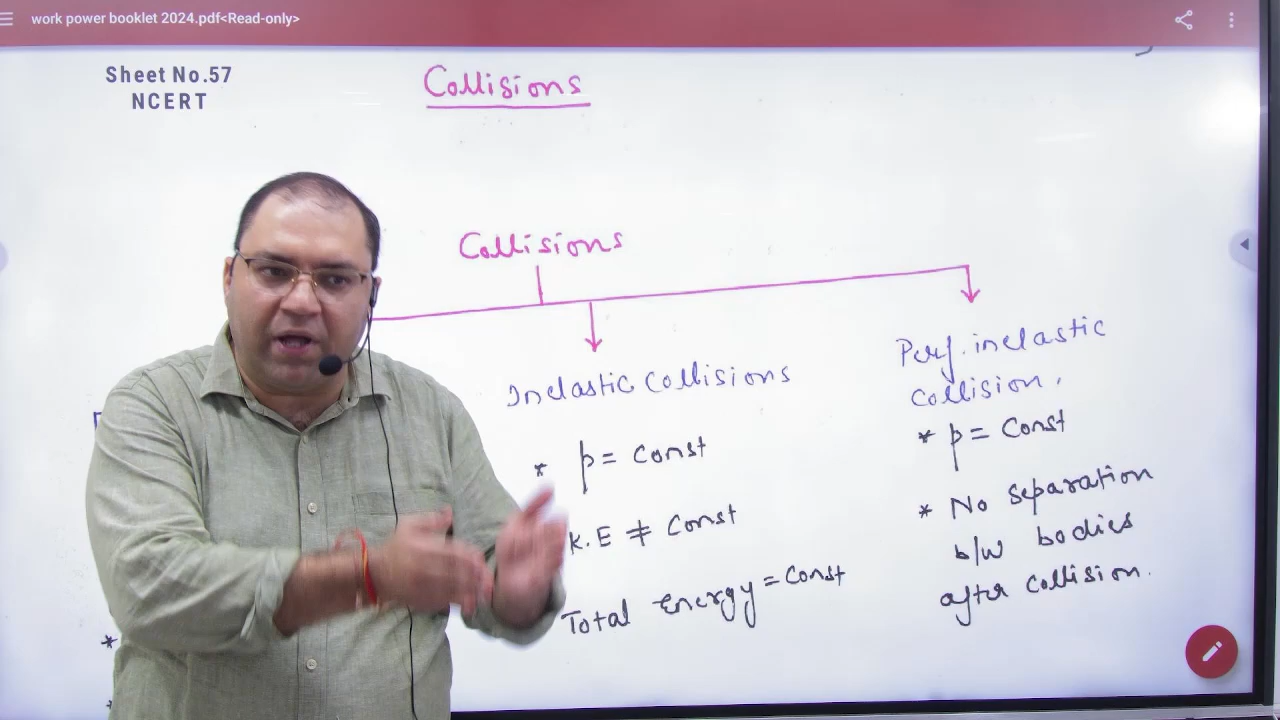 work power booklet 2024.pdf<Read-only>
Sheet No.57
NCERT
Collisions
Collisions
Inelastic Collisions
* p = Const
K.E ≠ Const
Total Energy = Const
Perf. inelastic
collision.
* p = Const
* No Separation
b/w bodies
after Collision.
*
*